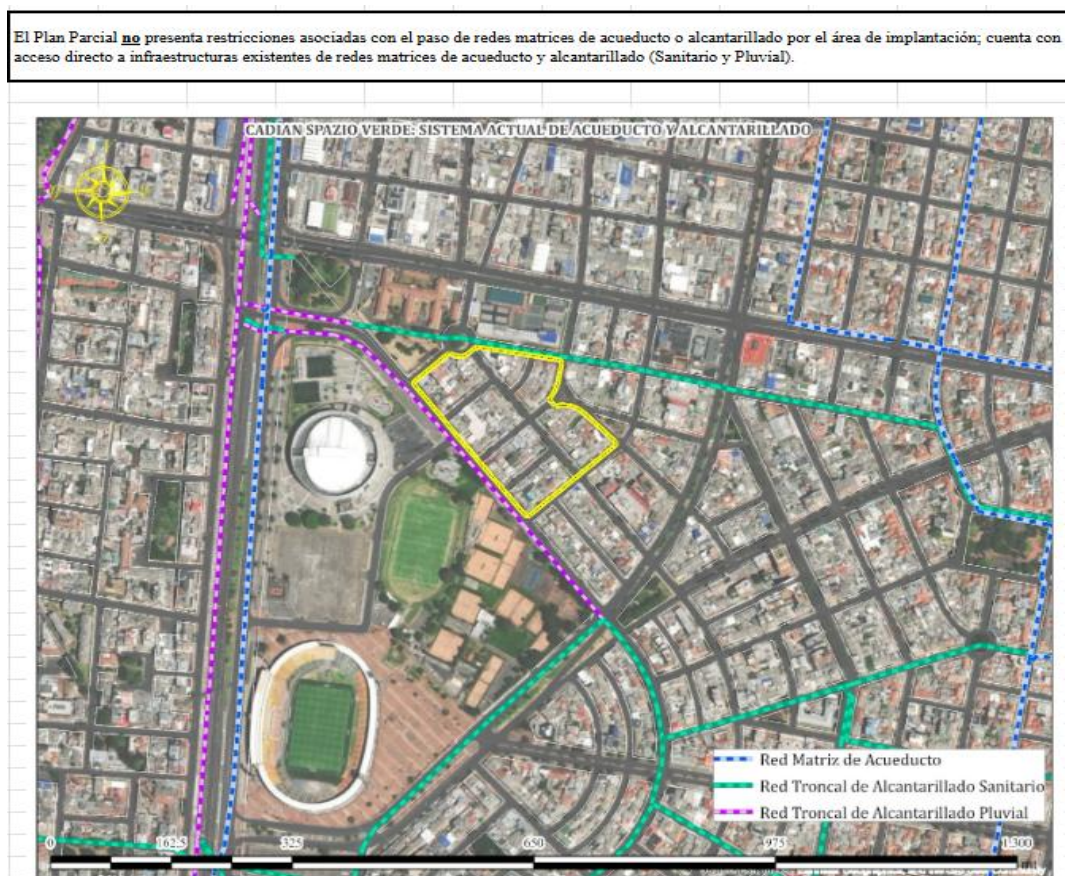 El Plan Parcial no presenta restricciones asociadas con el paso de redes matrices de acueducto o alcantarillado por el área de implantación; cuenta con
acceso directo a infraestructuras existentes de redes matrices de acueducto y alcantarillado (Sanitario y Pluvial).
CADIAN SPAZIO VERDE: SISTEMA ACTUAL DE ACUEDUCTO Y ALCANTARILLADO
Red Matriz de Acueducto
Red Troncal de Alcantarillado Sanitario
Red Troncal de Alcantarillado Pluvial
0 162.5 325 650 975 1.300